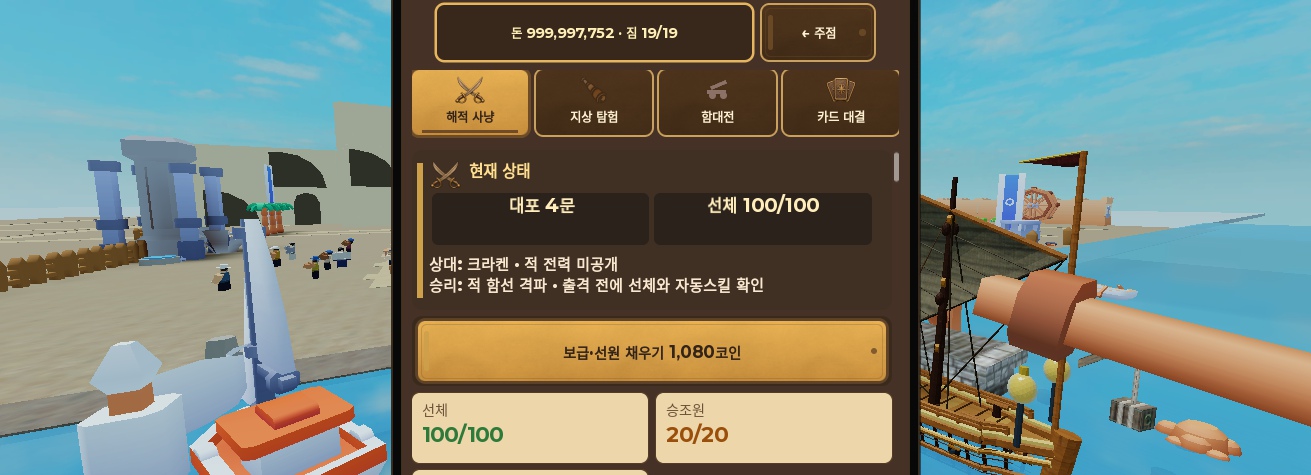 돈 999,997,752 · 짐 19/19
← 주점
해적 사냥
지상 탐험
함대전
카드 대결
현재 상태
대포 4문
선체 100/100
상대: 크라켄 • 적 전력 미공개
승리: 적 함선 격파 • 출격 전에 선체와 자동스킬 확인
보급·선원 채우기 1,080코인
선체
100/100
승조원
20/20